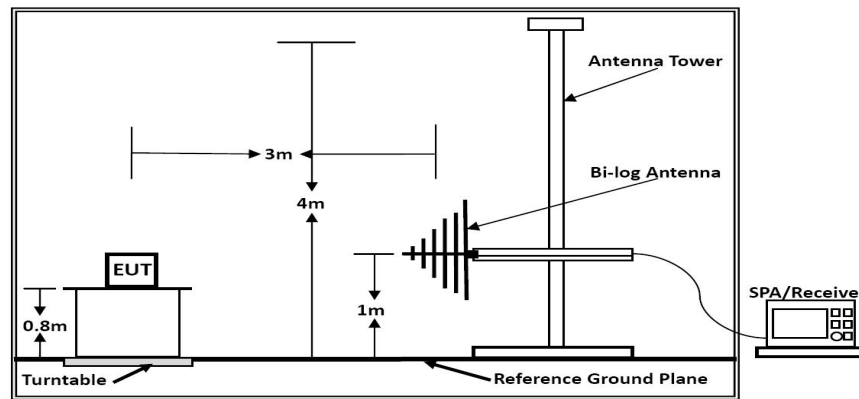 Antenna Tower
3m
Bi-log Antenna
4m
EUT
SPA/Receive
0.8m
1m
Turntable
Reference Ground Plane